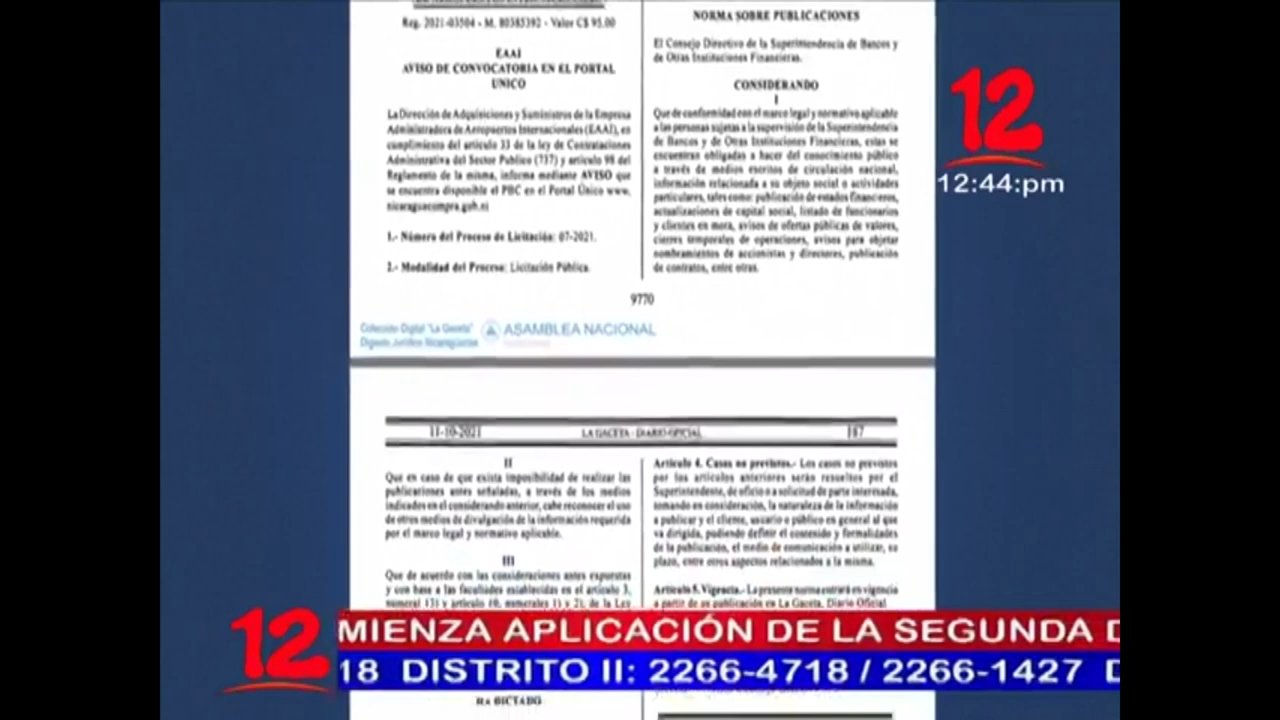 Reg. 2021-03504 - M. 80385392 - Valor C$ 95.00
EAAI
AVISO DE CONVOCATORIA EN EL PORTAL
UNICO
La Dirección de Adquisiciones y Suministros de la Empresa
Administradora de Aeropuertos Internacionales (EAAI), en
cumplimiento del artículo 33 de la ley de Contrataciones
Administrativa del Sector Publico (737) y artículo 98 del
Reglamento de la misma, informa mediante AVISO que
se encuentra disponible el PBC en el Portal Único www.
nicaraguacompra.gob.ni
1.- Número del Proceso de Licitación: 07-2021.
2.- Modalidad del Proceso: Licitación Pública.
NORMA SOBRE PUBLICACIONES
El Consejo Directivo de la Superintendencia de Bancos y
de Otras Instituciones Financieras.
CONSIDERANDO
I
Que de conformidad con el marco legal y normativo aplicable
a las personas sujetas a la supervisión de la Superintendencia
de Bancos y de Otras Instituciones Financieras, estas se
encuentran obligadas a hacer del conocimiento público
a través de medios escritos de circulación nacional,
información relacionada a su objeto social o actividades
particulares, tales como: publicación de estados financieros,
actualizaciones de capital social, listado de funcionarios
y clientes en mora, avisos de ofertas públicas de valores,
cierres temporales de operaciones, avisos para objetar
nombramientos de accionistas y directores, publicación
de contratos, entre otras.
9770
Colección Digital "La Gaceta"
Digesto Jurídico Nicaragüense
ASAMBLEA NACIONAL
12
12:44:pm
11-10-2021
LA GACETA - DIARIO OFICIAL
187
II
Que en caso de que exista imposibilidad de realizar las
publicaciones antes señaladas, a través de los medios
indicados en el considerando anterior, cabe reconocer el uso
de otros medios de divulgación de la información requerida
por el marco legal y normativo aplicable.
III
Que de acuerdo con las consideraciones antes expuestas
y con base a las facultades establecidas en el artículo 3,
numeral 13) y artículo 10, numerales 1) y 2), de la Ley
HA DICTADO
Artículo 4. Casos no previstos.- Los casos no previstos
por los artículos anteriores serán resueltos por el
Superintendente, de oficio o a solicitud de parte interesada,
tomando en consideración, la naturaleza de la información
a publicar y el cliente, usuario o público en general al que
va dirigida, pudiendo definir el contenido y formalidades
de la publicación, el medio de comunicación a utilizar, su
plazo, entre otros aspectos relacionados a la misma.
Artículo 5. Vigencia.- La presente norma entrará en vigencia
a partir de su publicación en La Gaceta, Diario Oficial
12
MIENZA APLICACIÓN DE LA SEGUNDA D
18 DISTRITO II: 2266-4718 / 2266-1427 D